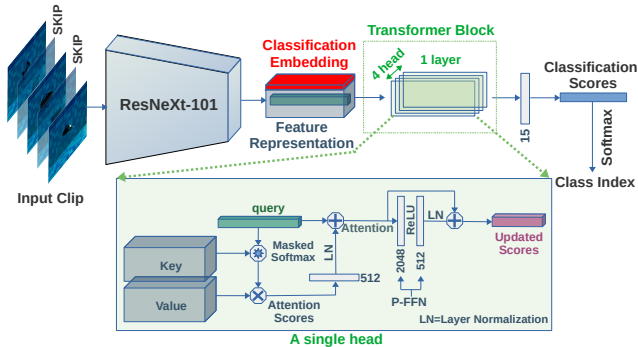 SKIP
SKIP
Input Clip
ResNeXt-101
Classification
Embedding
Feature
Representation
Transformer Block
4 head
1 layer
15
Classification
Scores
Softmax
Class Index
query
Key
Value
Masked
Softmax
Attention
Scores
LN
512
Attention
2048
ReLU
512
P-FFN
LN
Updated
Scores
LN=Layer Normalization
A single head